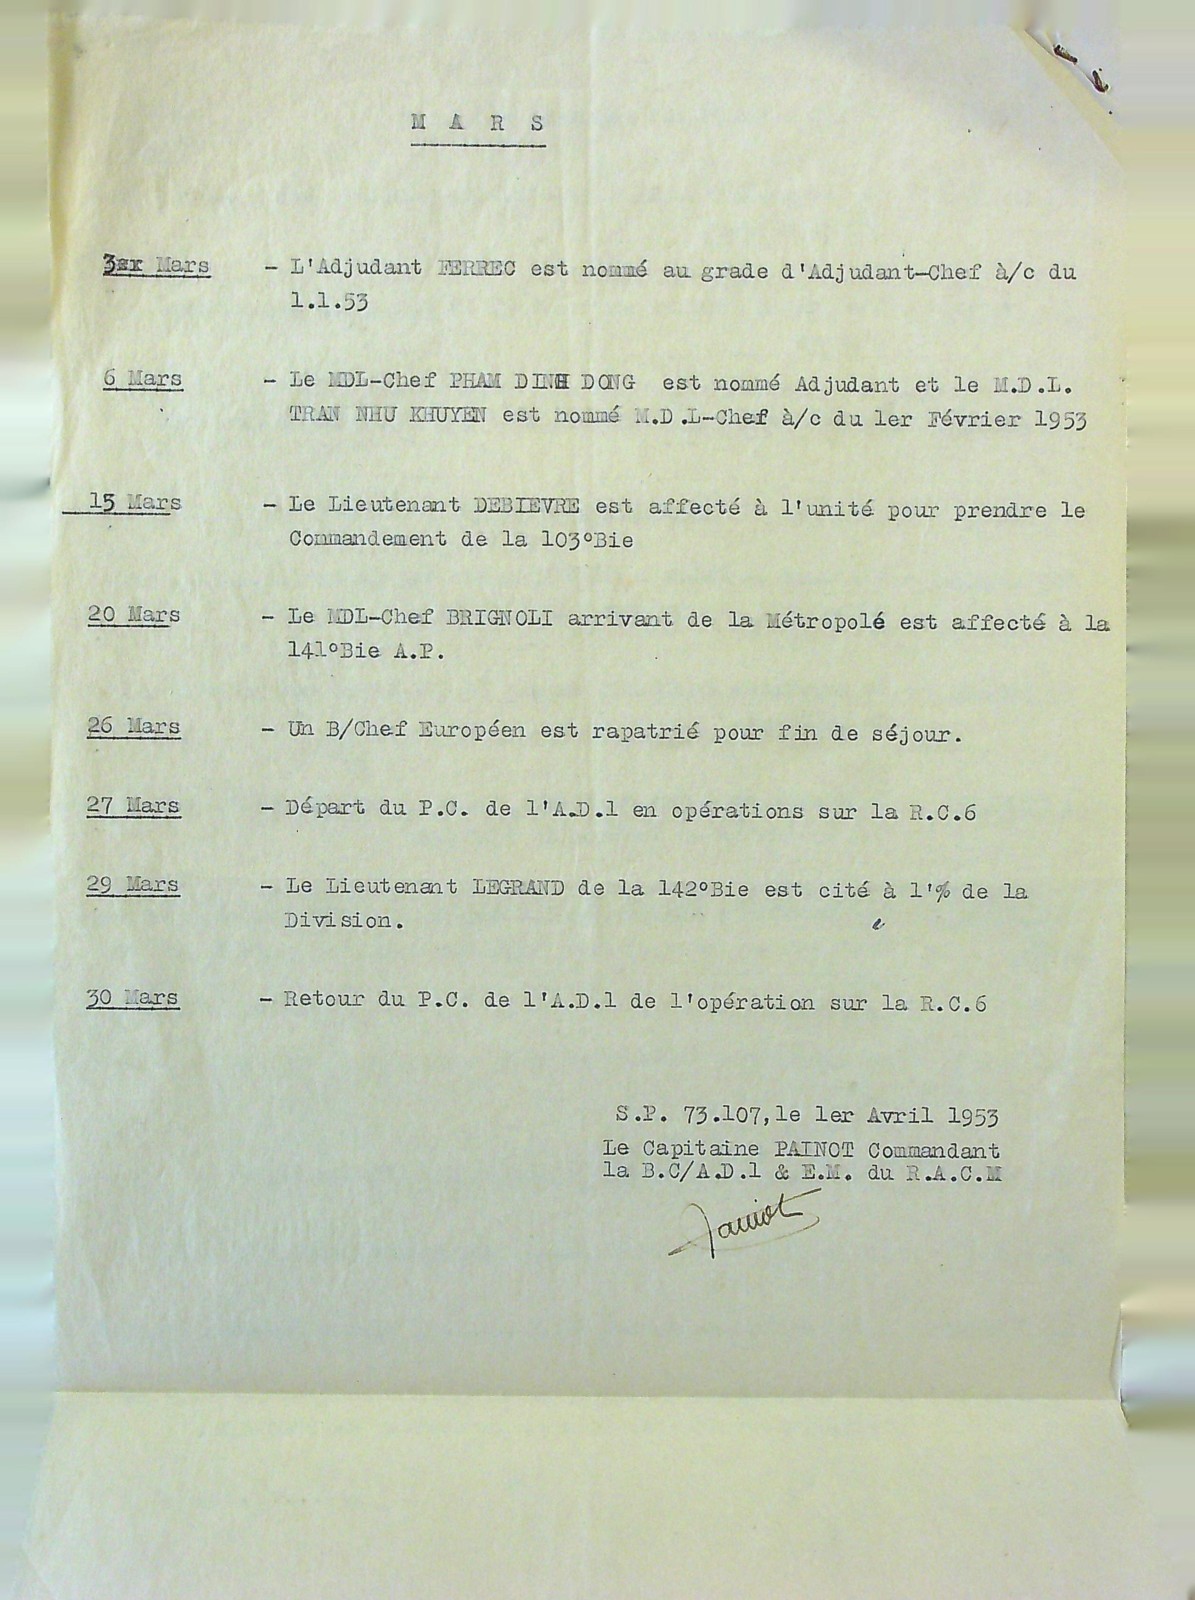 M A R S
3 Mars - L'Adjudant FERREC est nommé au grade d'Adjudant-Chef à/c du
1.1.53
6 Mars - Le MDL-Chef PHAM DINH DONG est nommé Adjudant et le M.D.L.
TRAN NHU KHUYEN est nommé M.D.L-Chef à/c du 1er Février 1953
15 Mars - Le Lieutenant DEBIEVRE est affecté à l'unité pour prendre le
Commandement de la 103°Bie
20 Mars - Le MDL-Chef BRIGNOLI arrivant de la Métropolé est affecté à la
141°Bie A.P.
26 Mars - Un B/Chef Européen est rapatrié pour fin de séjour.
27 Mars - Départ du P.C. de l'A.D.1 en opérations sur la R.C.6
29 Mars - Le Lieutenant LEGRAND de la 142°Bie est cité à l'% de la
Division.
30 Mars - Retour du P.C. de l'A.D.1 de l'opération sur la R.C.6
S.P. 73.107,le 1er Avril 1953
Le Capitaine PAINOT Commandant
la B.C/A.D.1 & E.M. du R.A.C.M
Painot